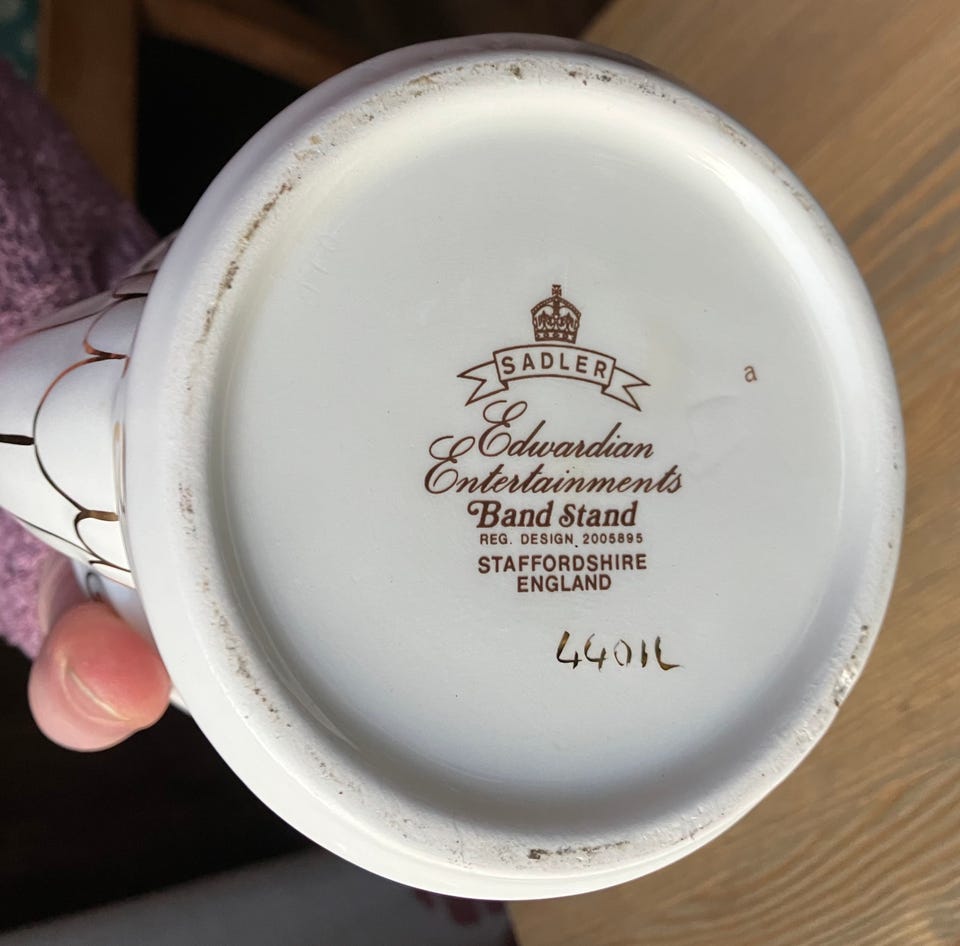 SADLER
a
Edwardian
Entertainments
Band Stand
REG. DESIGN. 2005895
STAFFORDSHIRE
ENGLAND
4401L